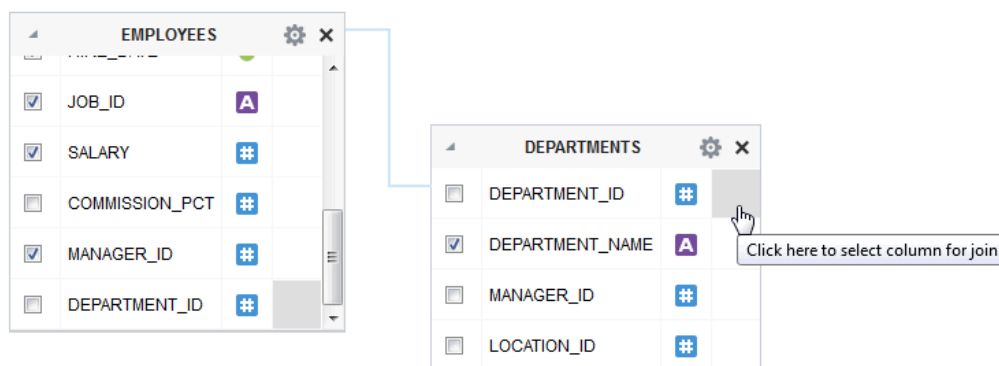 EMPLOYEES
JOB_ID A
SALARY #
COMMISSION_PCT #
MANAGER_ID #
DEPARTMENT_ID #
DEPARTMENTS
DEPARTMENT_ID #
DEPARTMENT_NAME A
Click here to select column for join
MANAGER_ID #
LOCATION_ID #